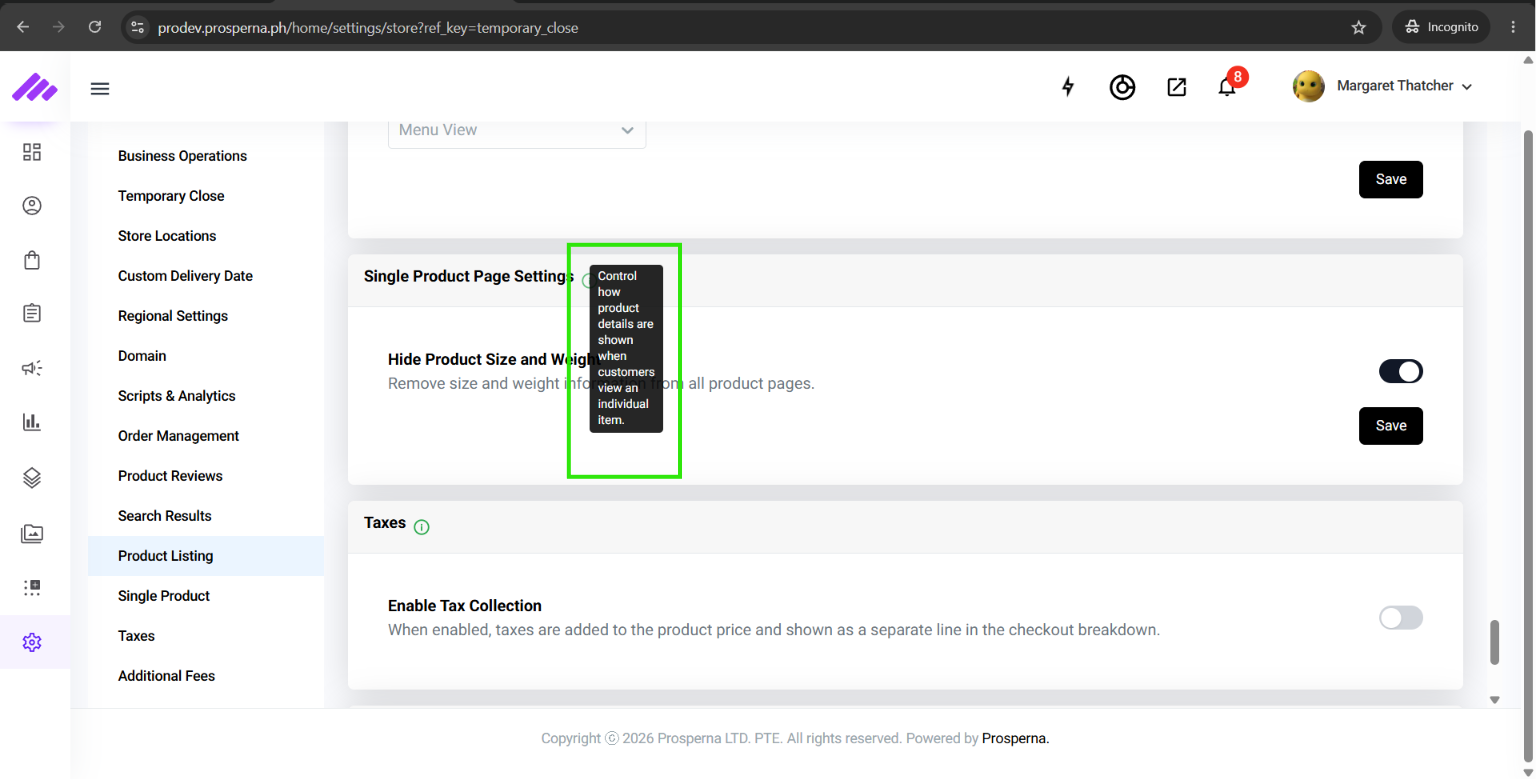 prodev.prosperna.ph/home/settings/store?ref_key=temporary_close
Incognito
8
Margaret Thatcher
Business Operations
Temporary Close
Store Locations
Custom Delivery Date
Regional Settings
Domain
Scripts & Analytics
Order Management
Product Reviews
Search Results
Product Listing
Single Product
Taxes
Additional Fees
Menu View
Save
Single Product Page Settings
Control
how
product
details are
shown
when
customers
view an
individual
item.
Hide Product Size and Weight
Remove size and weight information from all product pages.
Save
Taxes
Enable Tax Collection
When enabled, taxes are added to the product price and shown as a separate line in the checkout breakdown.
Copyright © 2026 Prosperna LTD. PTE. All rights reserved. Powered by Prosperna.